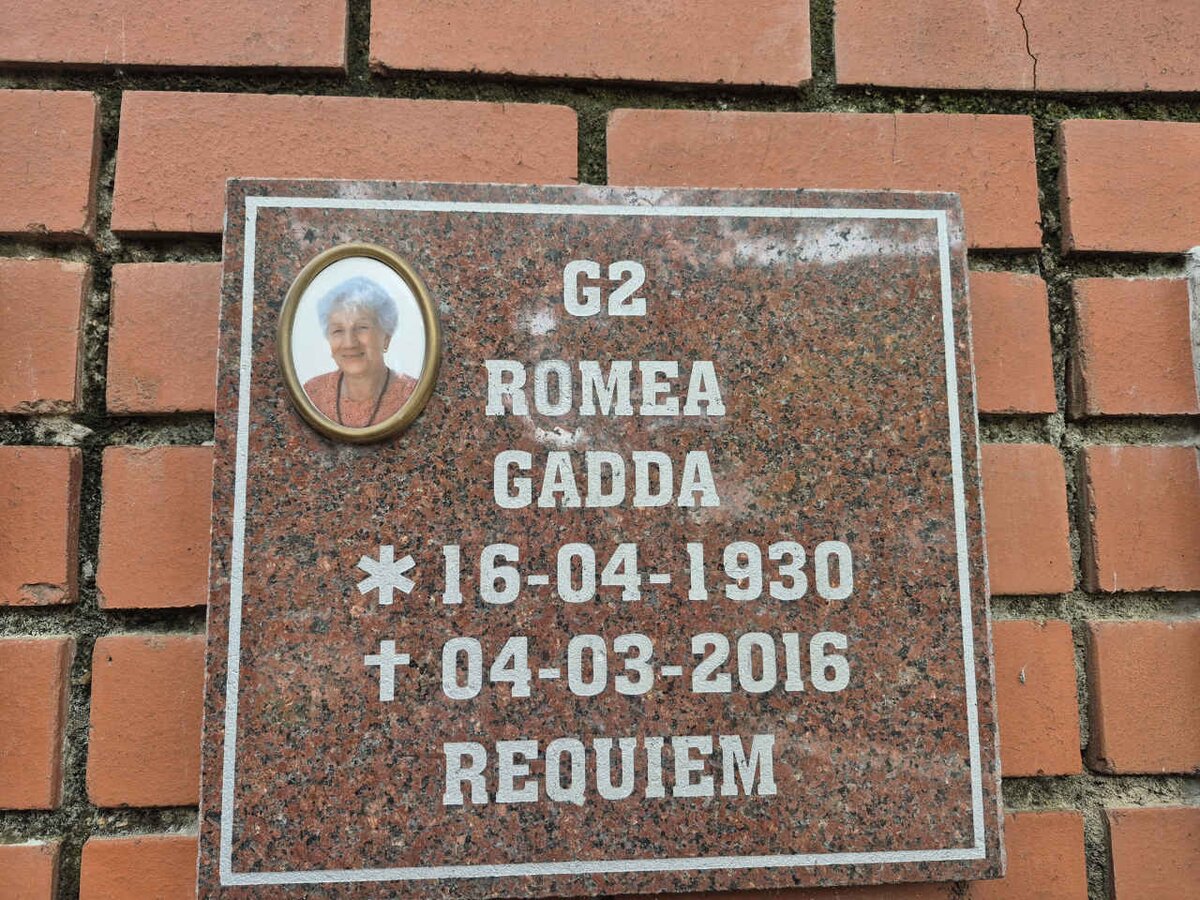 G2
ROMEA
GADDA
* 16-04-1930
† 04-03-2016
REQUIEM